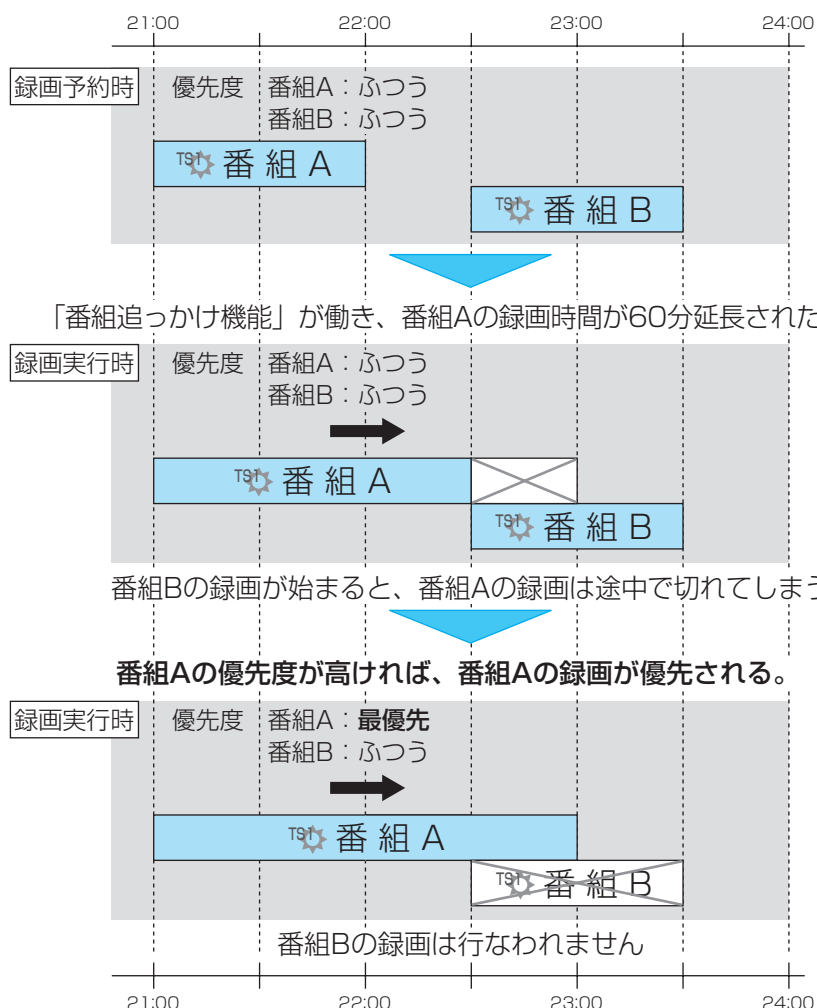 21:00 22:00 23:00 24:00
録画予約時 優先度 番組A:ふつう
番組B:ふつう
TS1 番組A
TS1 番組B
「番組追っかけ機能」が働き、番組Aの録画時間が60分延長された
録画実行時 優先度 番組A:ふつう
番組B:ふつう
TS1 番組A
TS1 番組B
番組Bの録画が始まると、番組Aの録画は途中で切れてしまう
番組Aの優先度が高ければ、番組Aの録画が優先される。
録画実行時 優先度 番組A:最優先
番組B:ふつう
TS1 番組A
TS1 番組B
番組Bの録画は行なわれません
21:00 22:00 23:00 24:00